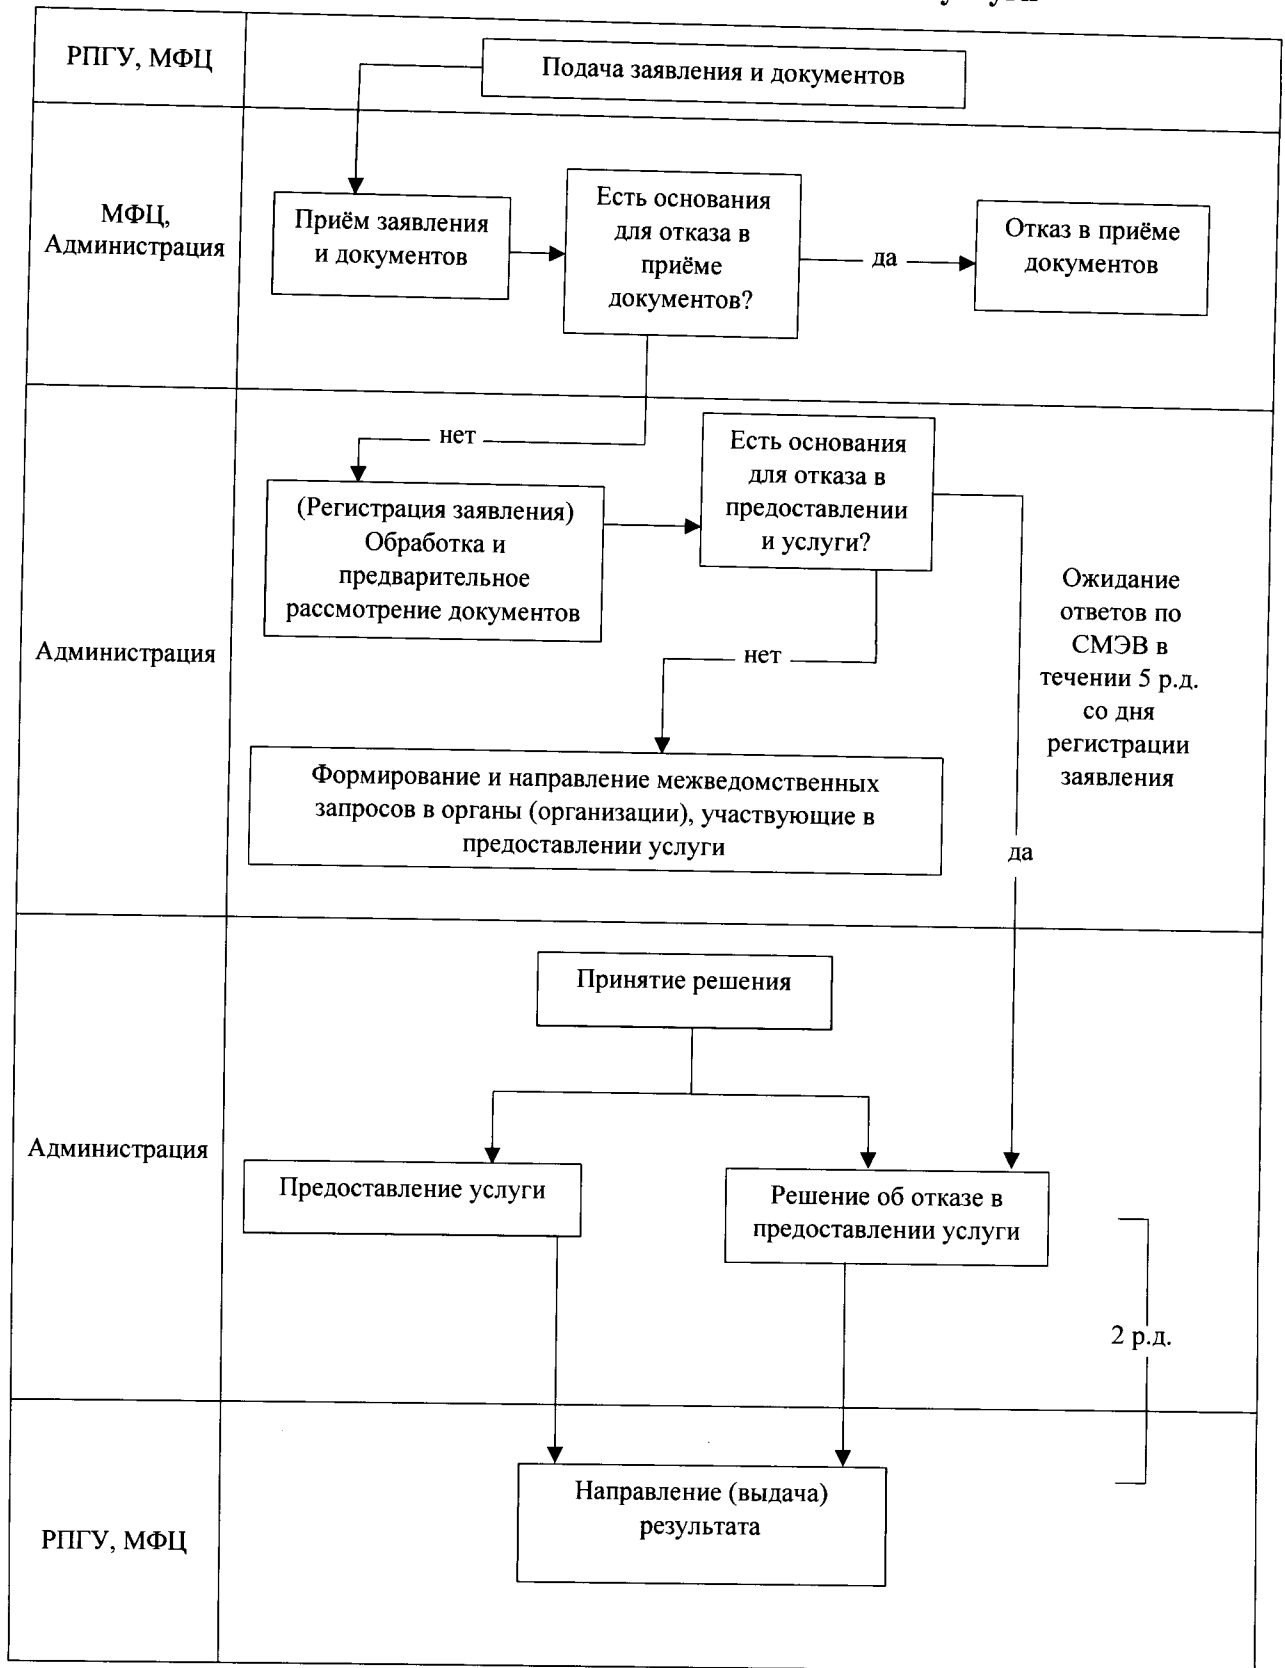 РПГУ, МФЦ
Подача заявления и документов
МФЦ,
Администрация
Приём заявления
и документов
Есть основания
для отказа в
приёме
документов?
да
Отказ в приёме
документов
Администрация
нет
(Регистрация заявления)
Обработка и
предварительное
рассмотрение документов
Есть основания
для отказа в
предоставлении
и услуги?
нет
Ожидание
ответов по
СМЭВ в
течении 5 р.д.
со дня
регистрации
заявления
Формирование и направление межведомственных
запросов в органы (организации), участвующие в
предоставлении услуги
да
Администрация
Принятие решения
Предоставление услуги
Решение об отказе в
предоставлении услуги
2 р.д.
РПГУ, МФЦ
Направление (выдача)
результата